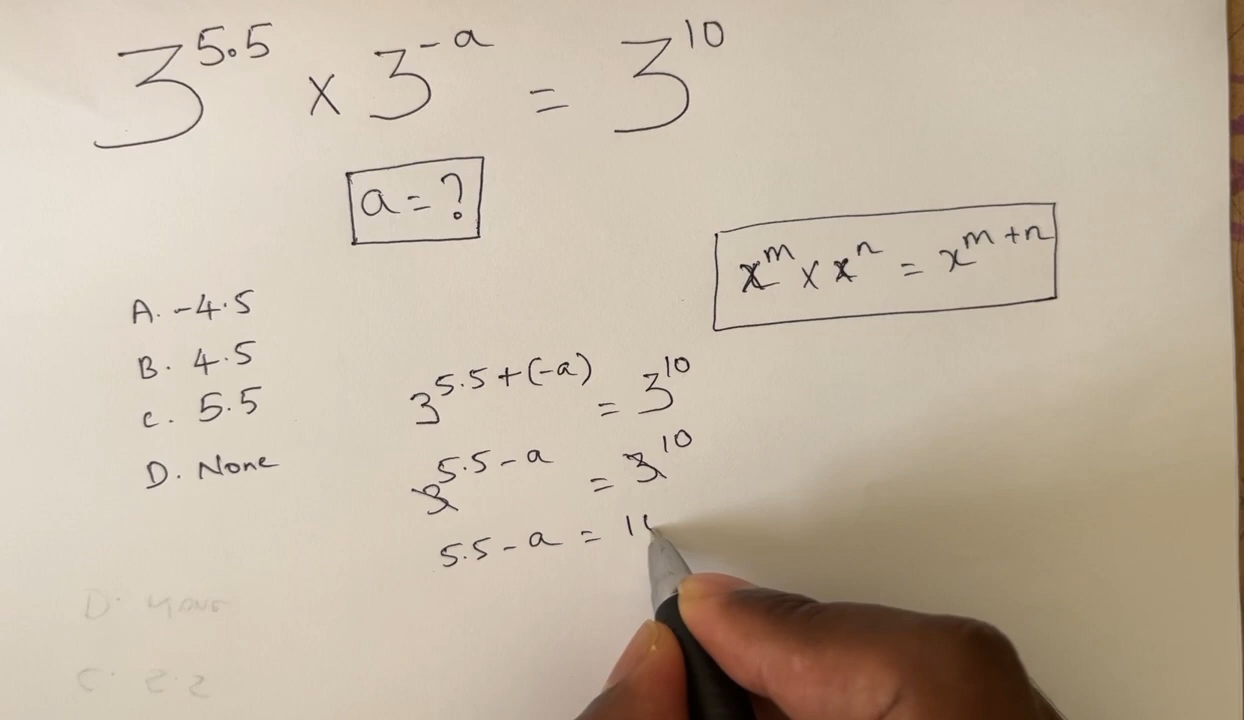 3^5.5 × 3^-a = 3^10
a = ?
x^m × x^n = x^m+n
A. -4.5
B. 4.5
C. 5.5
D. None
3^5.5+(-a) = 3^10
3^5.5-a = 3^10
5.5-a = 1